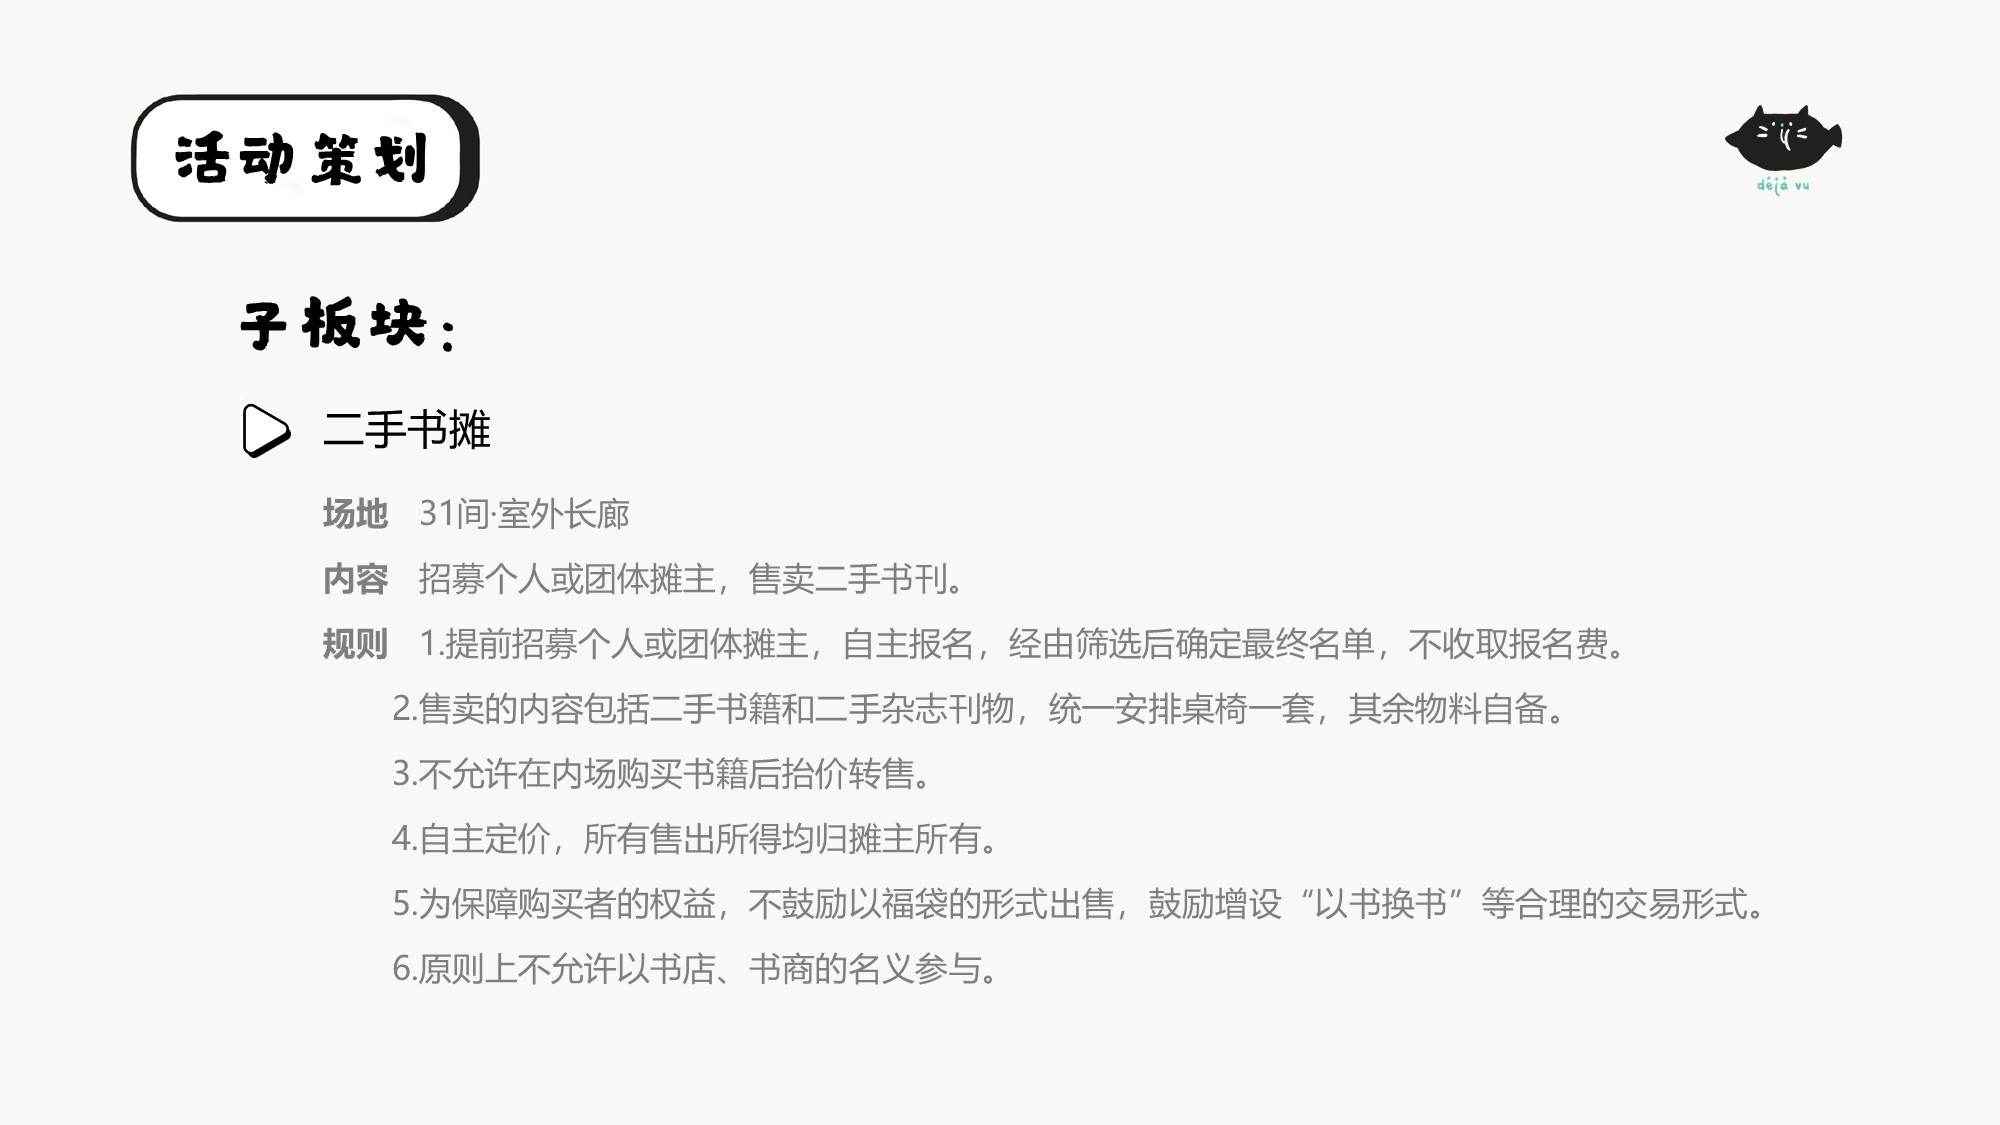 活动策划
déjà vu
子板块：
二手书摊
场地 31间·室外长廊
内容 招募个人或团体摊主，售卖二手书刊。
规则 1.提前招募个人或团体摊主，自主报名，经由筛选后确定最终名单，不收取报名费。
2.售卖的内容包括二手书籍和二手杂志刊物，统一安排桌椅一套，其余物料自备。
3.不允许在内场购买书籍后抬价转售。
4.自主定价，所有售出所得均归摊主所有。
5.为保障购买者的权益，不鼓励以福袋的形式出售，鼓励增设“以书换书”等合理的交易形式。
6.原则上不允许以书店、书商的名义参与。